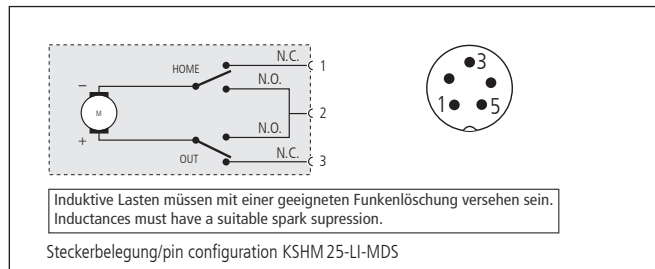 N.C.
1
HOME
N.O.
–
M
2
+
N.O.
OUT
N.C.
3
3
1
5
Induktive Lasten müssen mit einer geeigneten Funkenlöschung versehen sein.
Inductances must have a suitable spark supression.
Steckerbelegung/pin configuration KSHM 25-LI-MDS